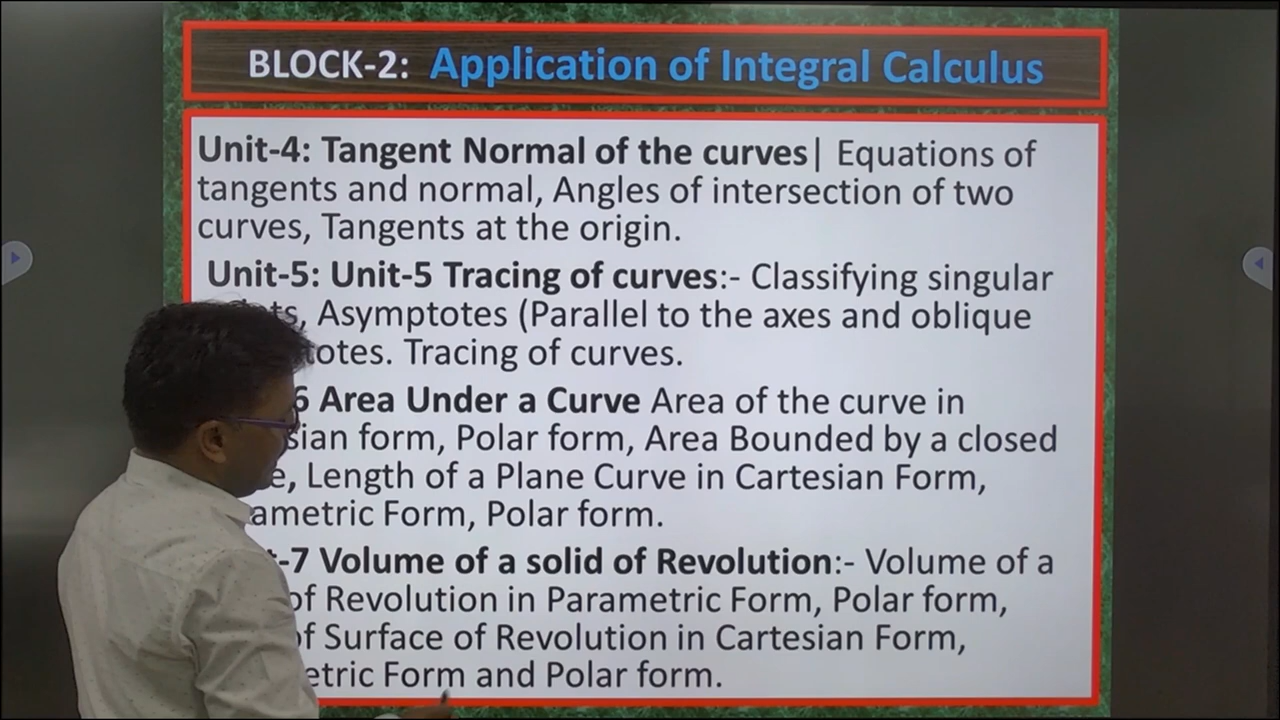 BLOCK-2: Application of Integral Calculus
Unit-4: Tangent Normal of the curves| Equations of
tangents and normal, Angles of intersection of two
curves, Tangents at the origin.
Unit-5: Unit-5 Tracing of curves:- Classifying singular
Asymptotes (Parallel to the axes and oblique
Tracing of curves.
6 Area Under a Curve Area of the curve in
form, Polar form, Area Bounded by a closed
Length of a Plane Curve in Cartesian Form,
Form, Polar form.
-7 Volume of a solid of Revolution:- Volume of a
of Revolution in Parametric Form, Polar form,
of Surface of Revolution in Cartesian Form,
Form and Polar form.